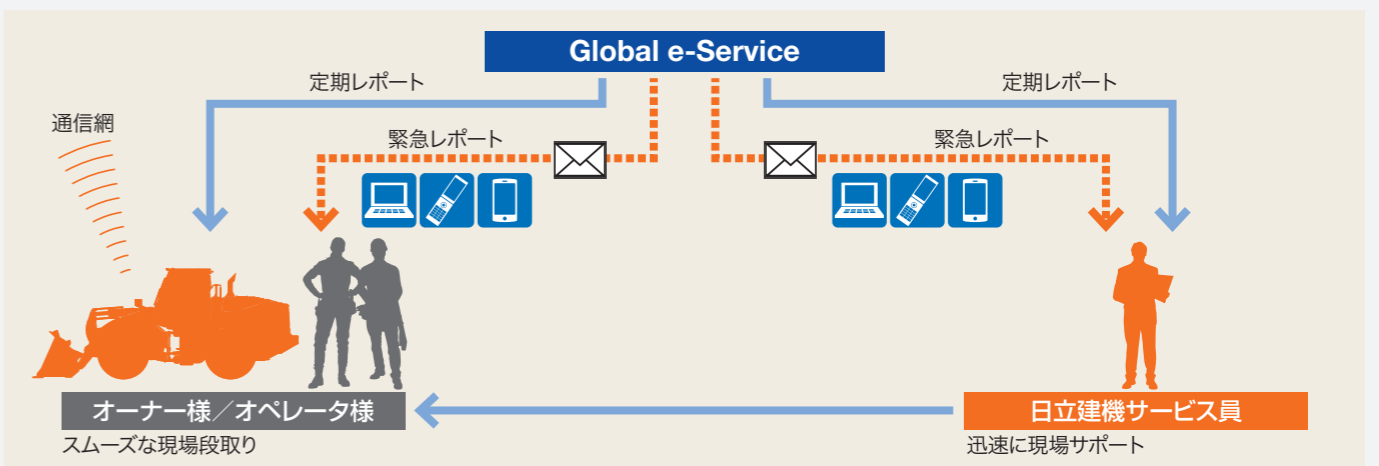 Global e-Service
定期レポート
定期レポート
通信網
緊急レポート
緊急レポート
オーナー様／オペレータ様
日立建機サービス員
スムーズな現場段取り
迅速に現場サポート